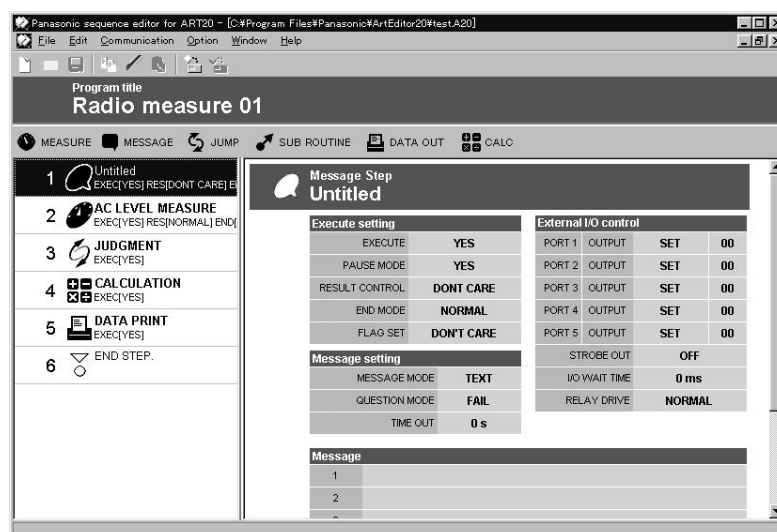 Panasonic sequence editor for ART20 - [C:¥Program Files¥Panasonic¥ArtEditor20¥test.A20]
File Edit Communication Option Window Help
Program title
Radio measure 01
MEASURE MESSAGE JUMP SUB ROUTINE DATA OUT CALC
1 Untitled
EXEC[YES] RES[DONT CARE] E
2 AC LEVEL MEASURE
EXEC[YES] RES[NORMAL] END[
3 JUDGMENT
EXEC[YES]
4 CALCULATION
EXEC[YES]
5 DATA PRINT
EXEC[YES]
6 END STEP.
Message Step
Untitled
Execute setting
EXECUTE YES
PAUSE MODE YES
RESULT CONTROL DONT CARE
END MODE NORMAL
FLAG SET DON'T CARE
Message setting
MESSAGE MODE TEXT
QUESTION MODE FAIL
TIME OUT 0 s
External I/O control
PORT 1 OUTPUT SET 00
PORT 2 OUTPUT SET 00
PORT 3 OUTPUT SET 00
PORT 4 OUTPUT SET 00
PORT 5 OUTPUT SET 00
STROBE OUT OFF
I/O WAIT TIME 0 ms
RELAY DRIVE NORMAL
Message
1
2